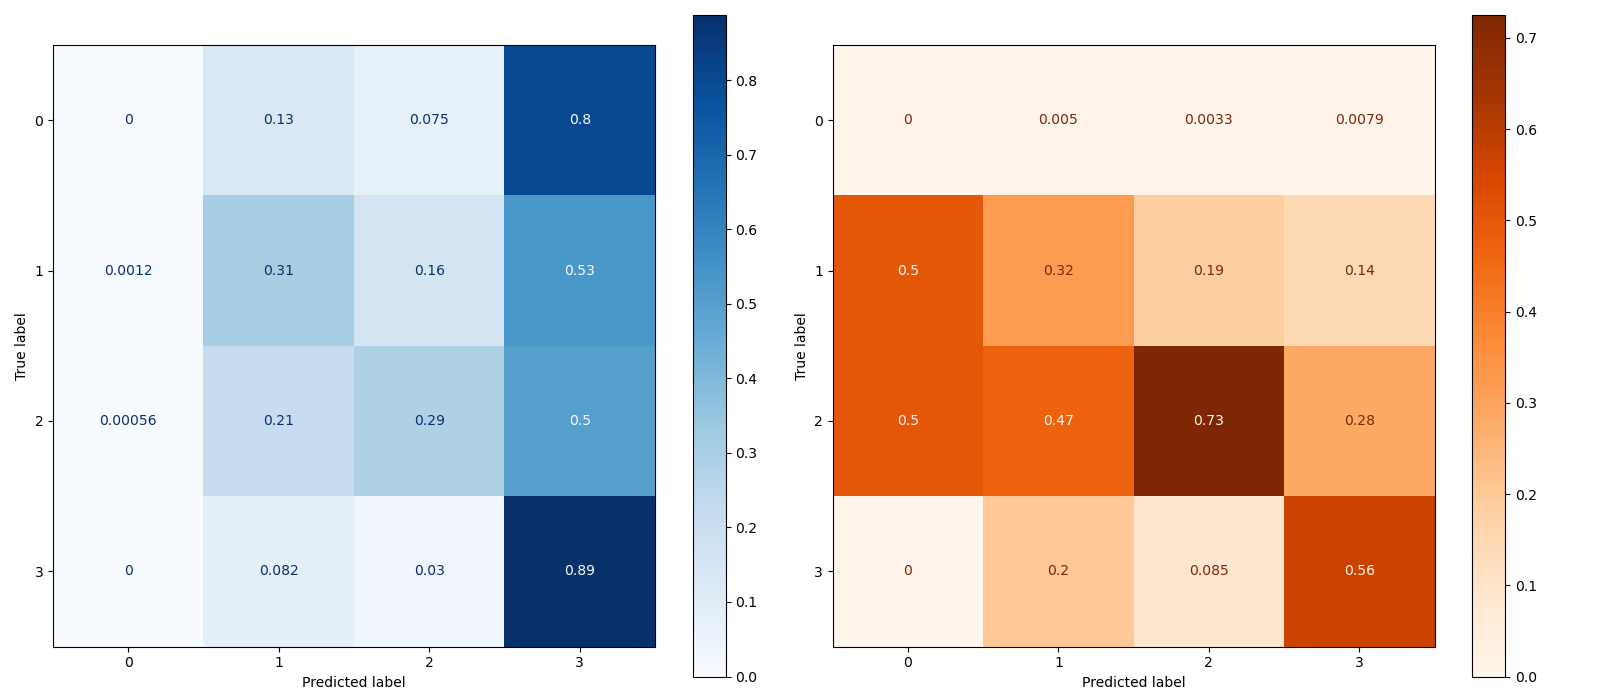 0 0 0.13 0.075 0.8
1 0.0012 0.31 0.16 0.53
2 0.00056 0.21 0.29 0.5
3 0 0.082 0.03 0.89
0 1 2 3
True label
Predicted label
0.8
0.7
0.6
0.5
0.4
0.3
0.2
0.1
0.0
0 0 0.005 0.0033 0.0079
1 0.5 0.32 0.19 0.14
2 0.5 0.47 0.73 0.28
3 0 0.2 0.085 0.56
0 1 2 3
True label
Predicted label
0.7
0.6
0.5
0.4
0.3
0.2
0.1
0.0